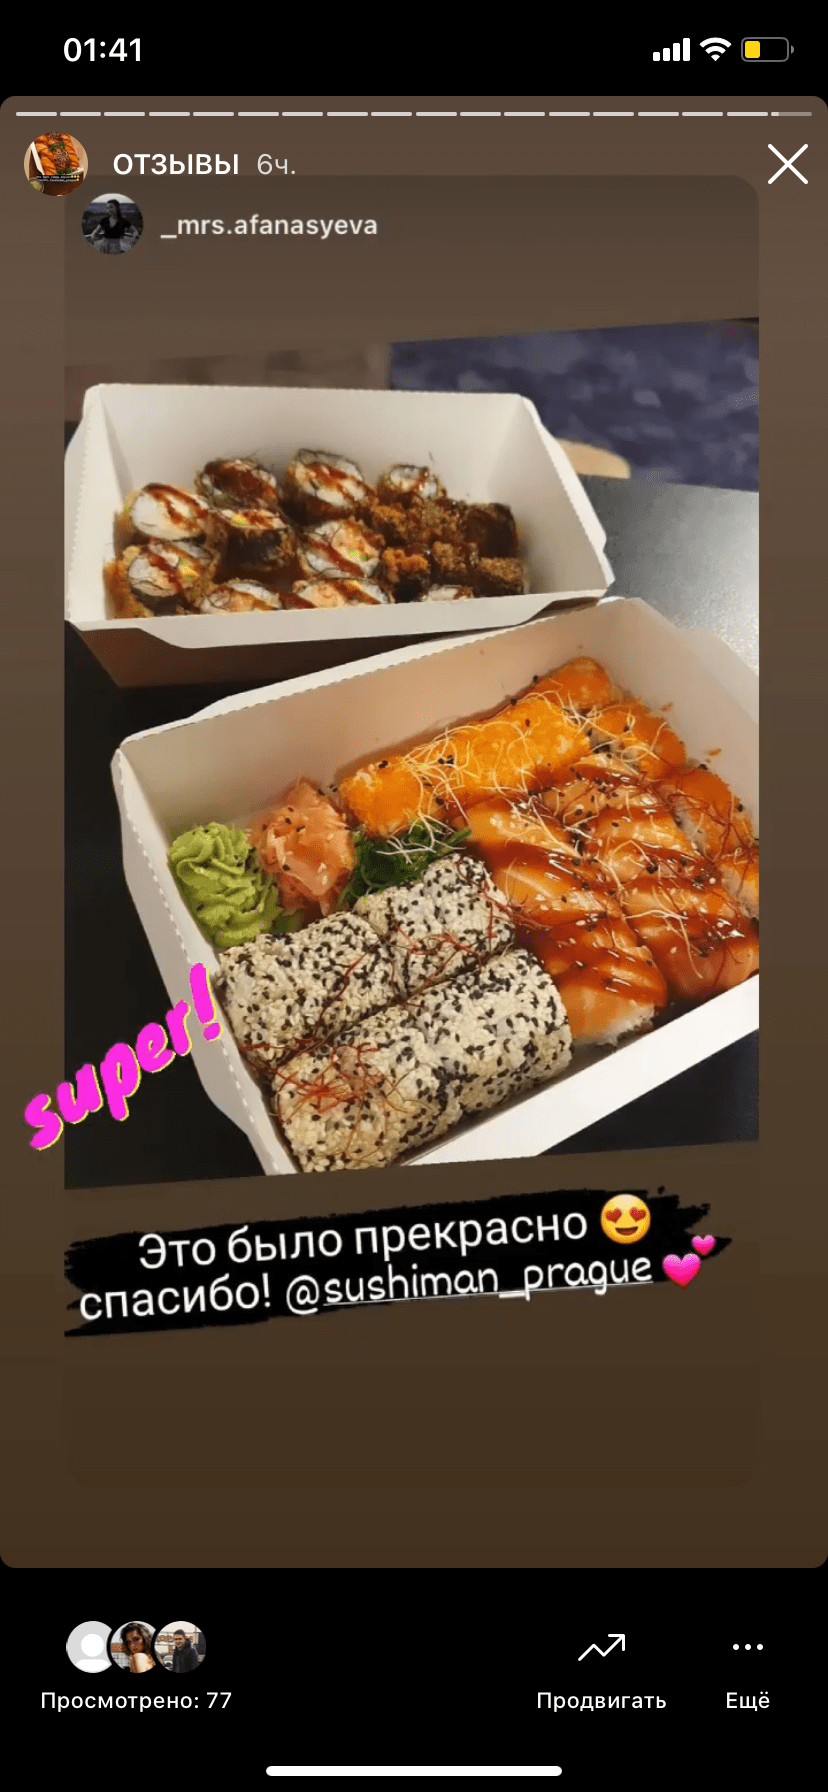 01:41
ОТЗЫВЫ 6ч.
_mrs.afanasyeva
super!
Это было прекрасно 😍
спасибо! @sushiman_prague 💕
Просмотрено: 77
Продвигать
Ещё